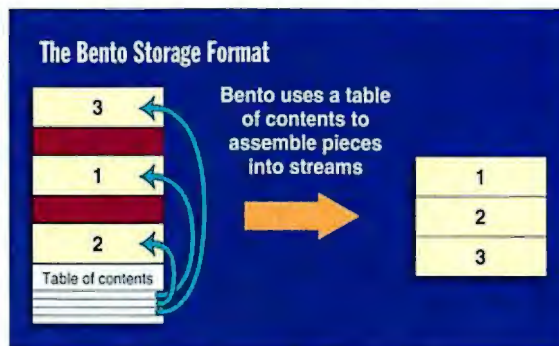 The Bento Storage Format
3
1
2
Table of contents
Bento uses a table
of contents to
assemble pieces
into streams
1
2
3